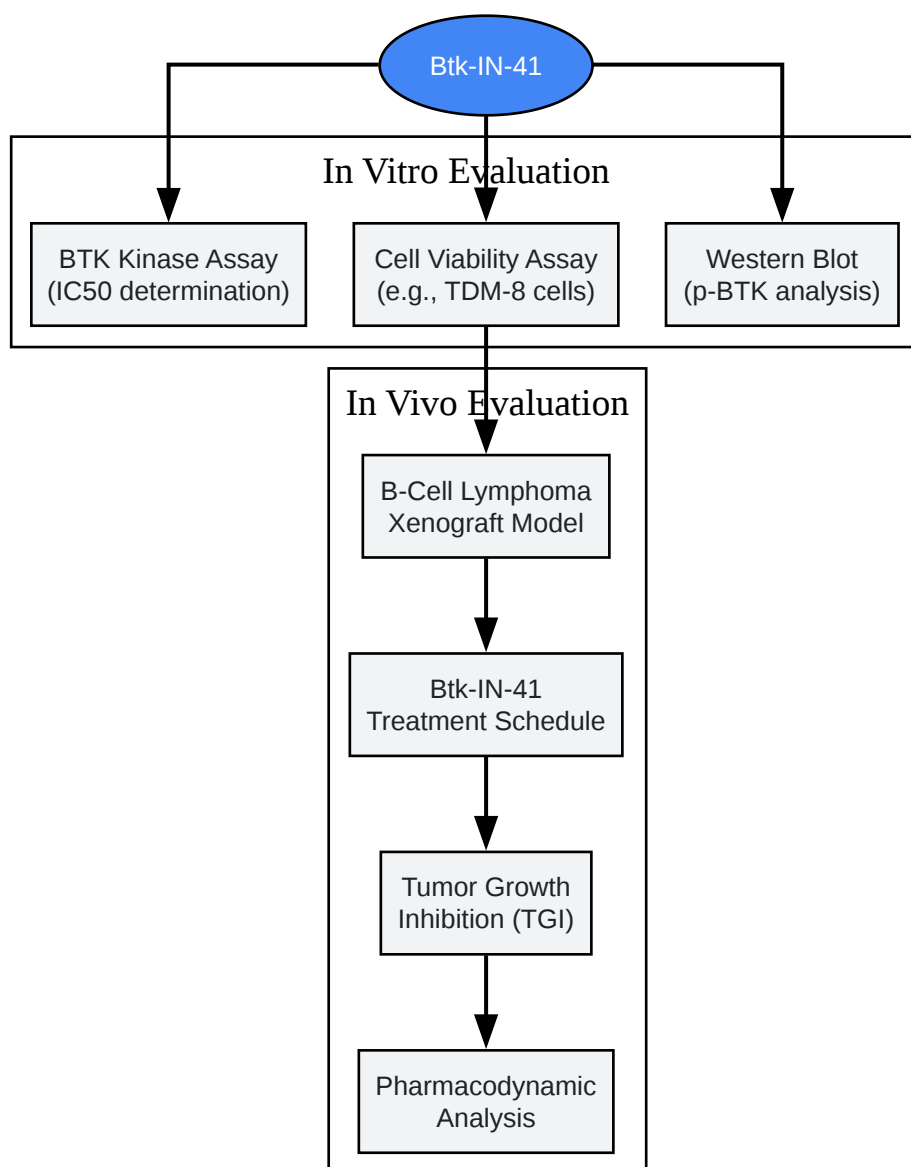 Btk-IN-41
In Vitro Evaluation
BTK Kinase Assay
(IC50 determination)
Cell Viability Assay
(e.g., TDM-8 cells)
Western Blot
(p-BTK analysis)
In Vivo Evaluation
B-Cell Lymphoma
Xenograft Model
Btk-IN-41
Treatment Schedule
Tumor Growth
Inhibition (TGI)
Pharmacodynamic
Analysis